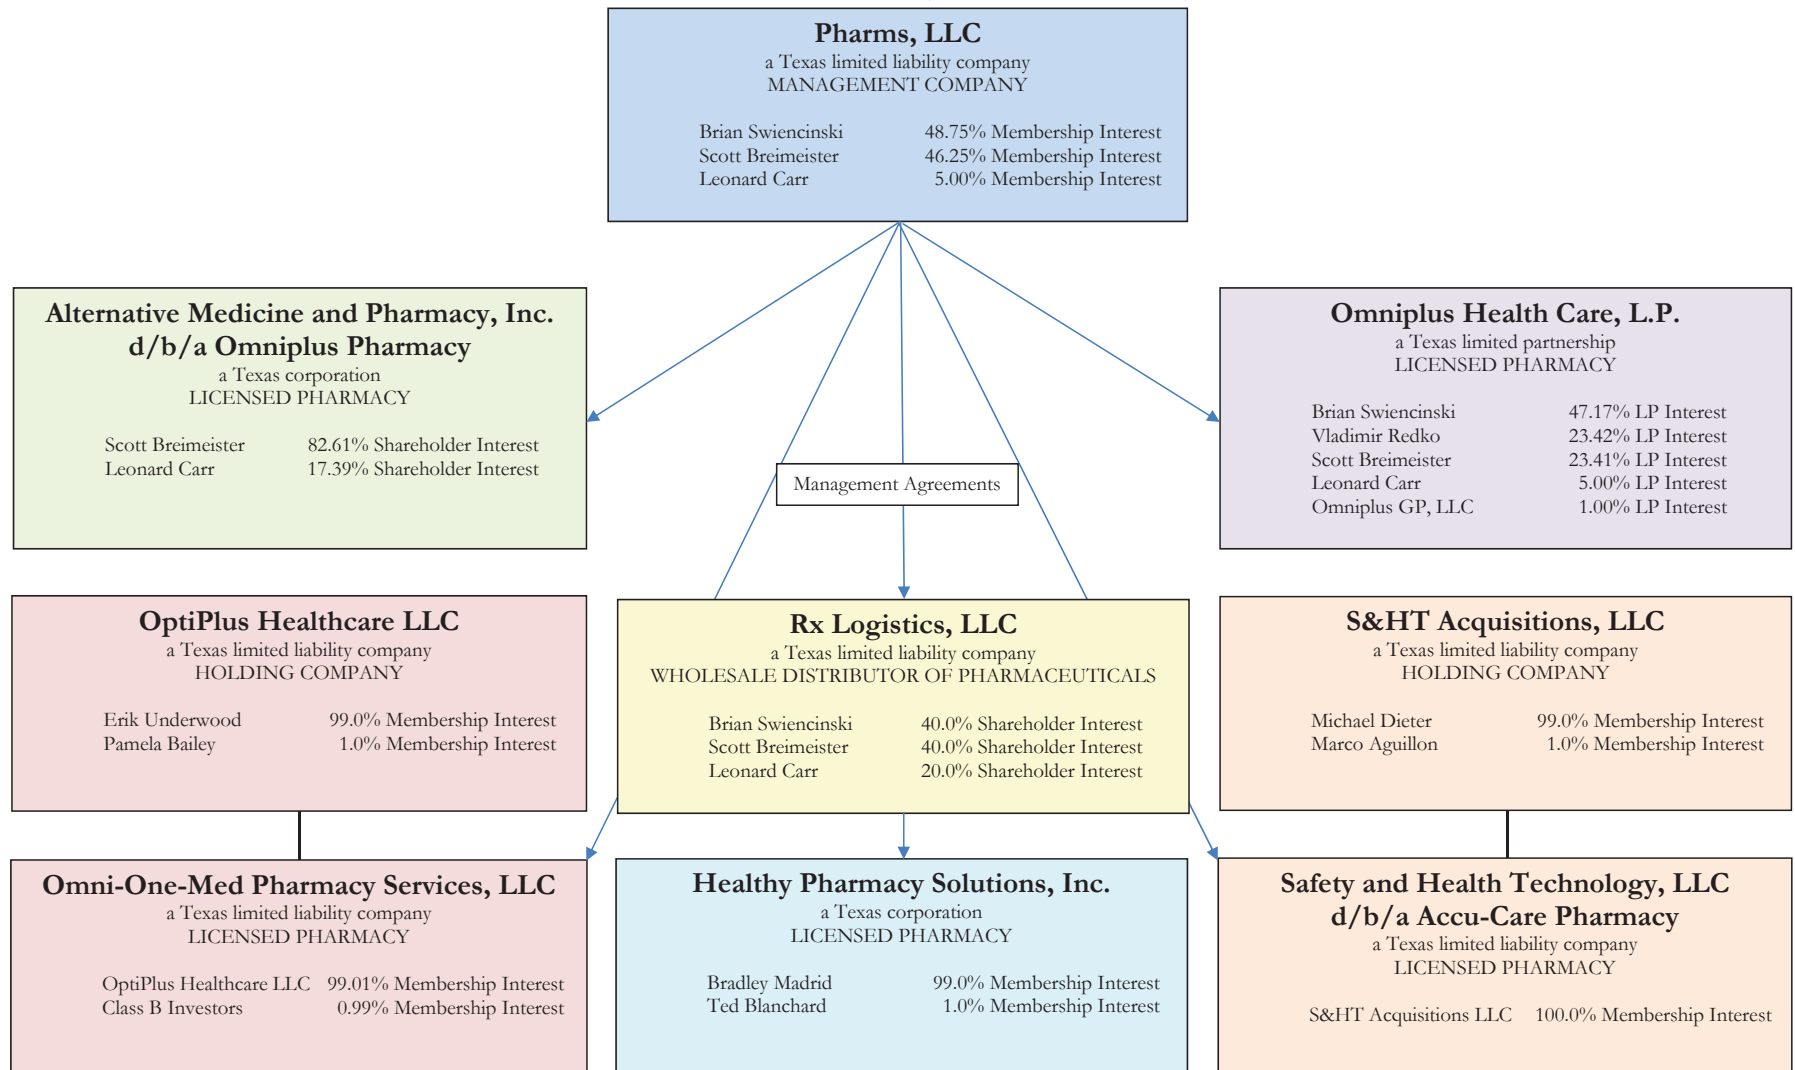 Pharms, LLC
a Texas limited liability company
MANAGEMENT COMPANY
Brian Swiencinski 48.75% Membership Interest
Scott Breimeister 46.25% Membership Interest
Leonard Carr 5.00% Membership Interest
Alternative Medicine and Pharmacy, Inc.
d/b/a Omniplus Pharmacy
a Texas corporation
LICENSED PHARMACY
Scott Breimeister 82.61% Shareholder Interest
Leonard Carr 17.39% Shareholder Interest
Omniplus Health Care, L.P.
a Texas limited partnership
LICENSED PHARMACY
Brian Swiencinski 47.17% LP Interest
Vladimir Redko 23.42% LP Interest
Scott Breimeister 23.41% LP Interest
Leonard Carr 5.00% LP Interest
Omniplus GP, LLC 1.00% LP Interest
Management Agreements
OptiPlus Healthcare LLC
a Texas limited liability company
HOLDING COMPANY
Erik Underwood 99.0% Membership Interest
Pamela Bailey 1.0% Membership Interest
Rx Logistics, LLC
a Texas limited liability company
WHOLESALE DISTRIBUTOR OF PHARMACEUTICALS
Brian Swiencinski 40.0% Shareholder Interest
Scott Breimeister 40.0% Shareholder Interest
Leonard Carr 20.0% Shareholder Interest
S&HT Acquisitions, LLC
a Texas limited liability company
HOLDING COMPANY
Michael Dieter 99.0% Membership Interest
Marco Aguillon 1.0% Membership Interest
Omni-One-Med Pharmacy Services, LLC
a Texas limited liability company
LICENSED PHARMACY
OptiPlus Healthcare LLC 99.01% Membership Interest
Class B Investors 0.99% Membership Interest
Healthy Pharmacy Solutions, Inc.
a Texas corporation
LICENSED PHARMACY
Bradley Madrid 99.0% Membership Interest
Ted Blanchard 1.0% Membership Interest
Safety and Health Technology, LLC
d/b/a Accu-Care Pharmacy
a Texas limited liability company
LICENSED PHARMACY
S&HT Acquisitions LLC 100.0% Membership Interest